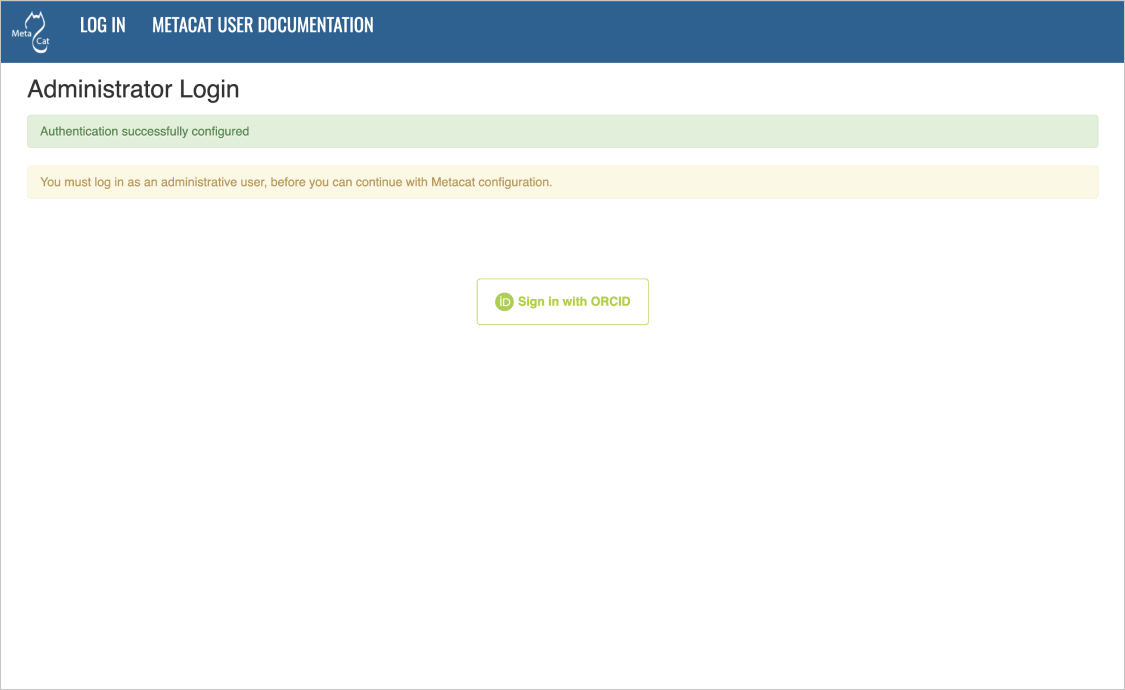 Meta
Cat
LOG IN
METACAT USER DOCUMENTATION
Administrator Login
Authentication successfully configured
You must log in as an administrative user, before you can continue with Metacat configuration.
iD Sign in with ORCID